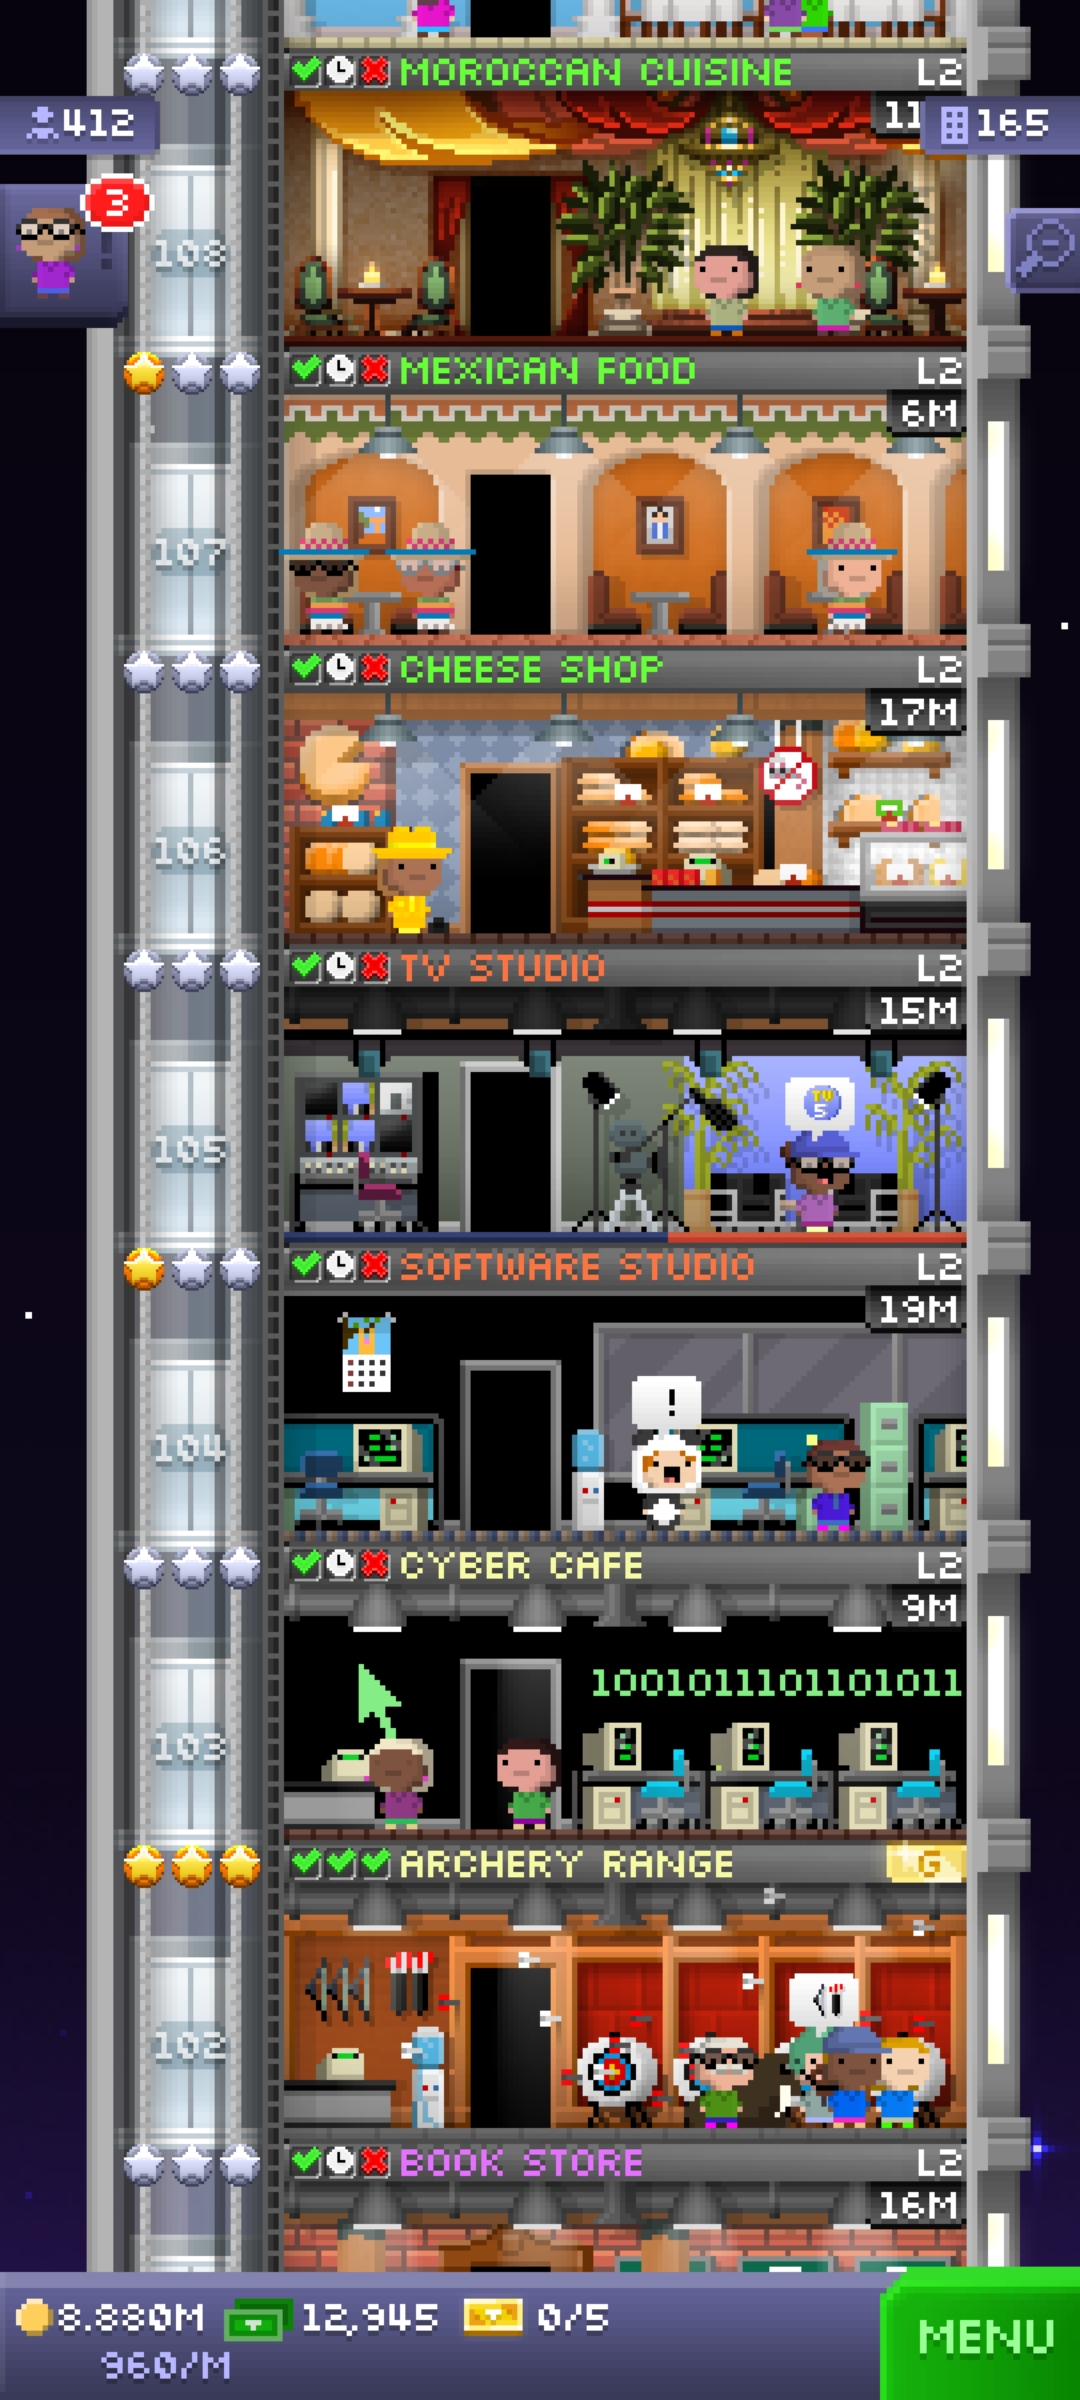 MOROCCAN CUISINE L2
412
11
165
3
108
MEXICAN FOOD L2
6M
107
CHEESE SHOP L2
17M
106
TV STUDIO L2
15M
TV
5
105
SOFTWARE STUDIO L2
19M
!
104
CYBER CAFE L2
9M
1001011101101011
103
ARCHERY RANGE G
102
BOOK STORE L2
16M
8.880M 12,945 0/5
960/M
MENU